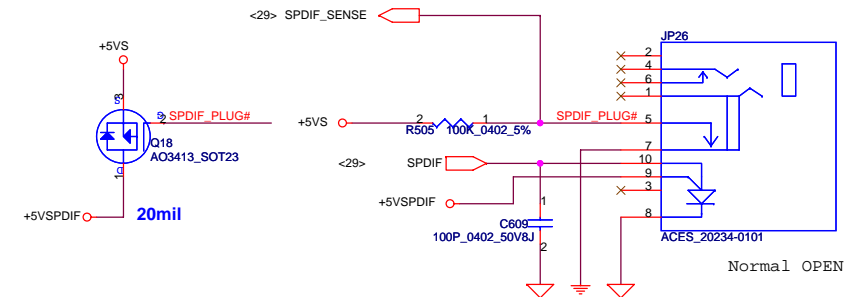 <29> SPDIF_SENSE
JP26
+5VS
2
4
6
1
3
S
2
SPDIF_PLUG#
+5VS
2
1
SPDIF_PLUG#
5
R505
100K_0402_5%
Q18
AO3413_SOT23
7
<29>
SPDIF
10
9
D
1
3
+5VSPDIF
20mil
+5VSPDIF
1
8
C609
100P_0402_50V8J
2
ACES_20234-0101
Normal OPEN